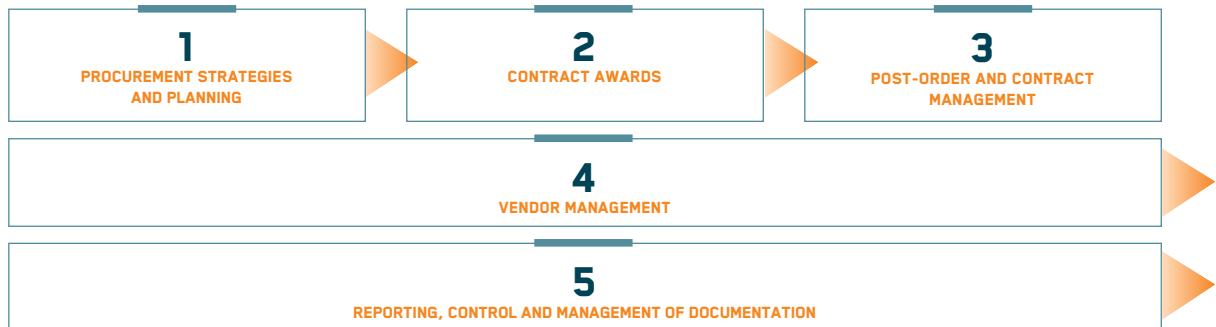 1
PROCUREMENT STRATEGIES
AND PLANNING
2
CONTRACT AWARDS
3
POST-ORDER AND CONTRACT
MANAGEMENT
4
VENDOR MANAGEMENT
5
REPORTING, CONTROL AND MANAGEMENT OF DOCUMENTATION